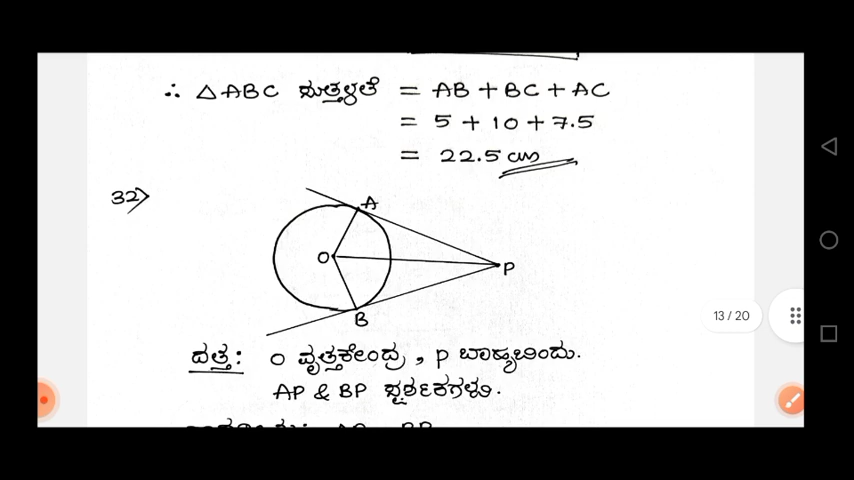 ∴ △ABC ಸುತ್ತಳತೆ = AB + BC + AC
= 5 + 10 + 7.5
= 22.5 cm
32>
A
O
P
B
13 / 20
ದತ್ತ: O ವೃತ್ತಕೇಂದ್ರ, P ಬಾಹ್ಯಬಿಂದು.
AP & BP ಸ್ಪರ್ಶಕಗಳು.